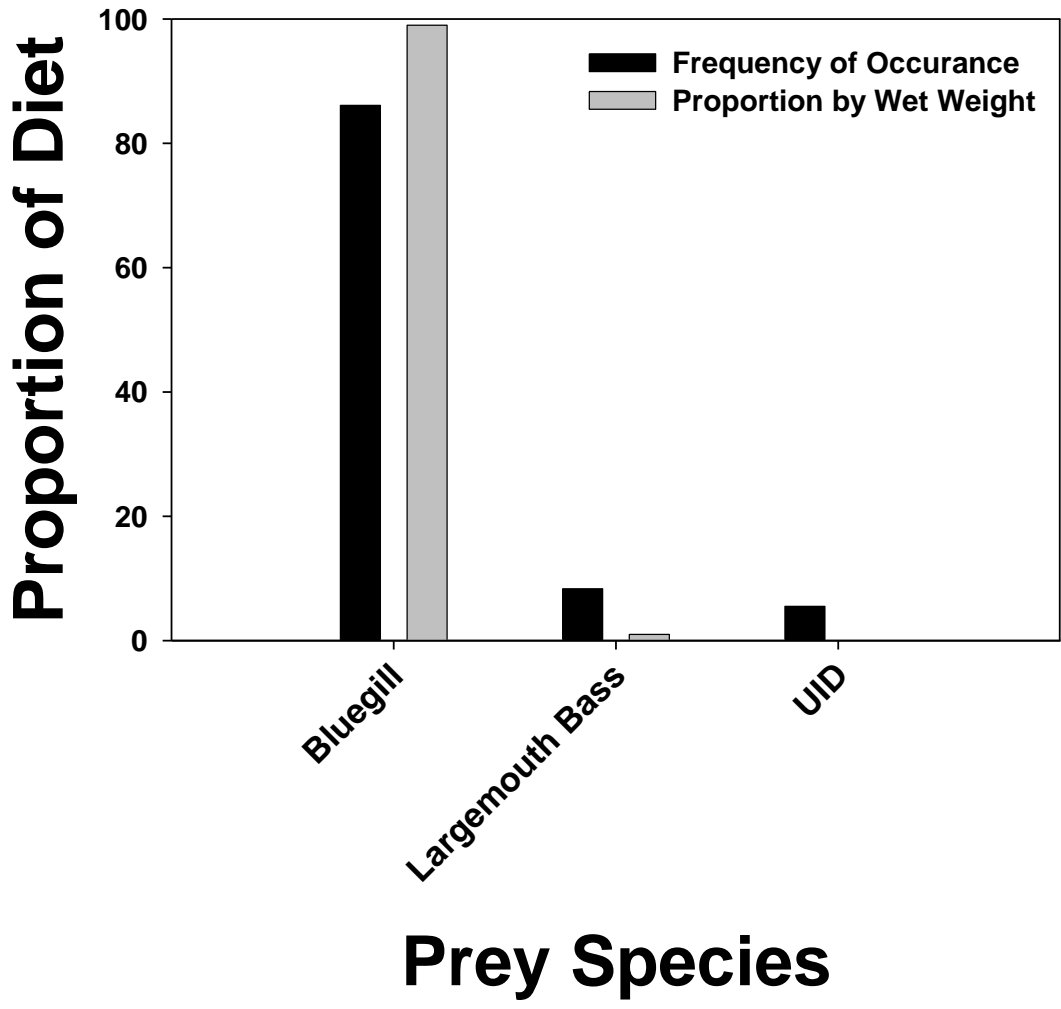 Proportion of Diet
100
80
60
40
20
0
Frequency of Occurance
Proportion by Wet Weight
Bluegill
Largemouth Bass
UID
Prey Species